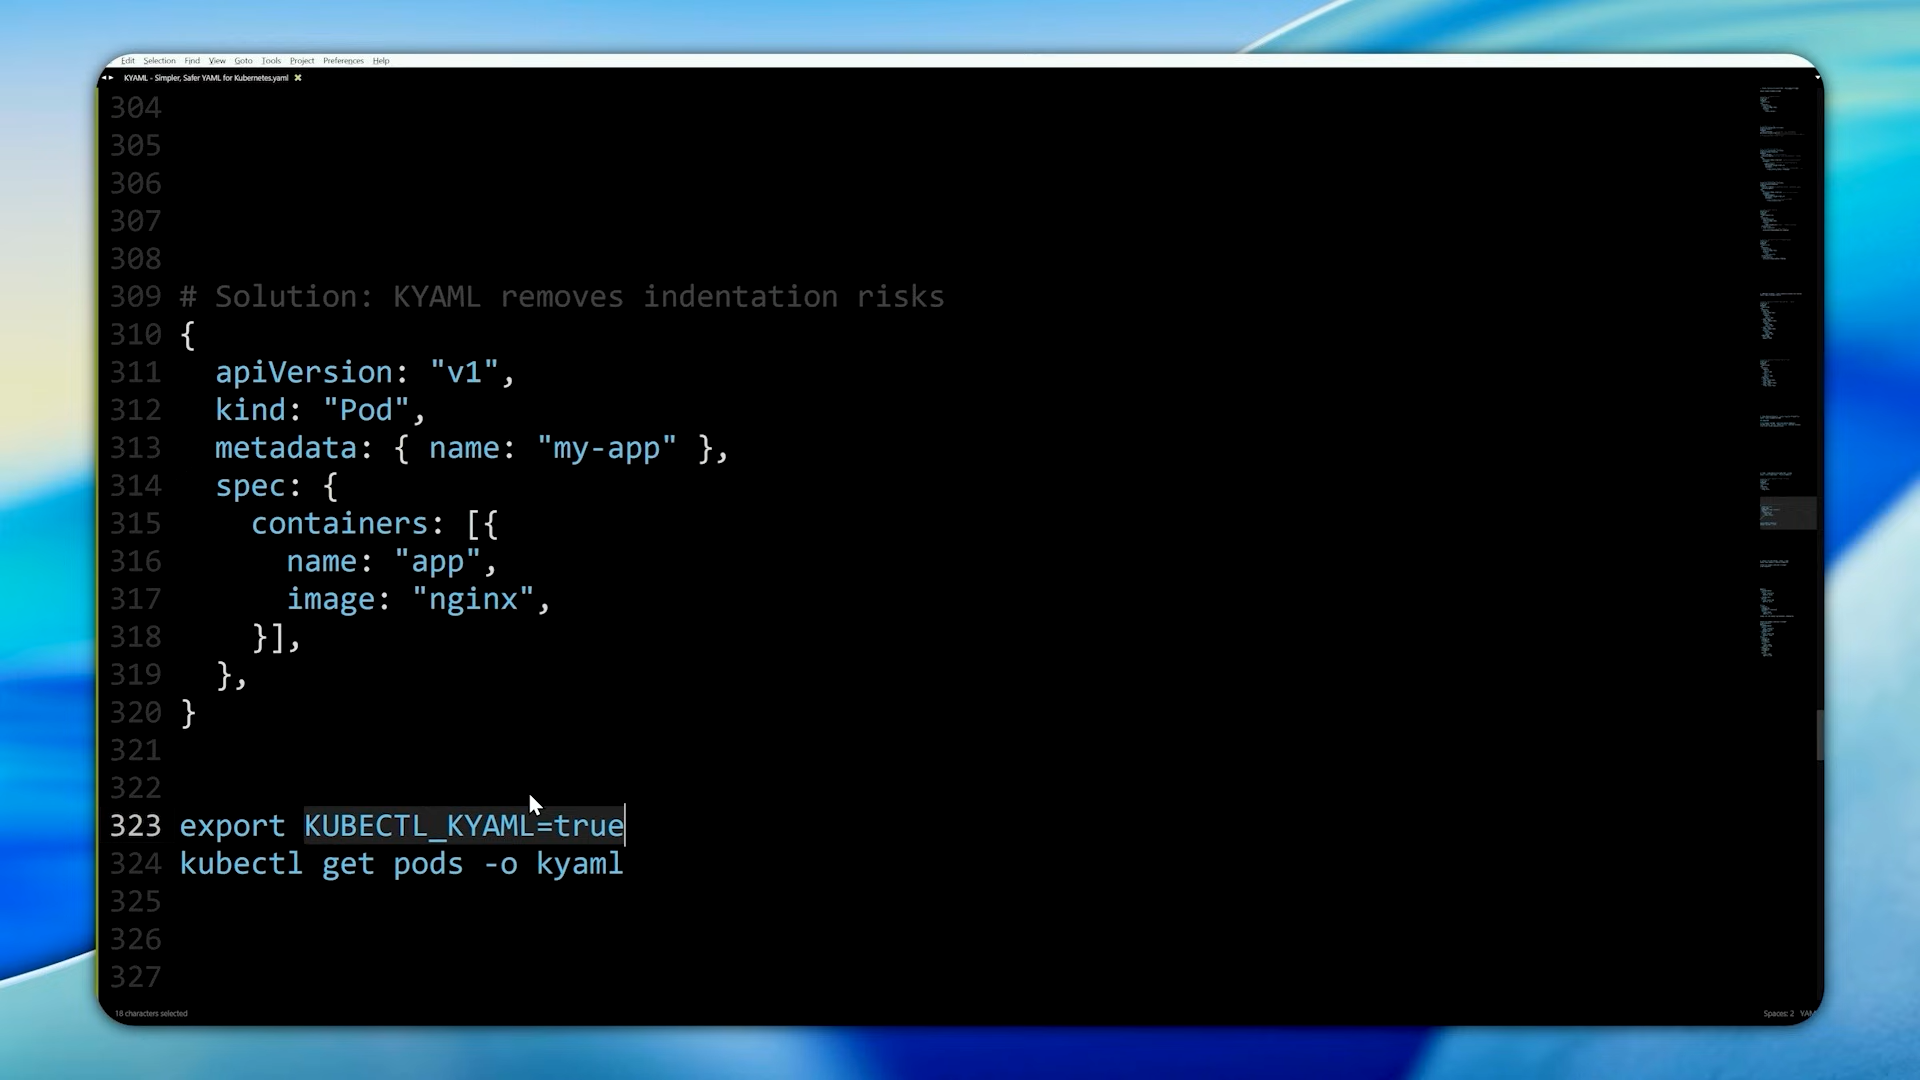 Edit Selection Find View Goto Tools Project Preferences Help
KYAML - Simpler, Safer YAML for Kubernetes.yaml
304
305
306
307
308
309 # Solution: KYAML removes indentation risks
310 {
311   apiVersion: "v1",
312   kind: "Pod",
313   metadata: { name: "my-app" },
314   spec: {
315     containers: [{
316       name: "app",
317       image: "nginx",
318     }],
319   },
320 }
321
322
323 export KUBECTL_KYAML=true
324 kubectl get pods -o kyaml
325
326
327
18 characters selected
Spaces: 2